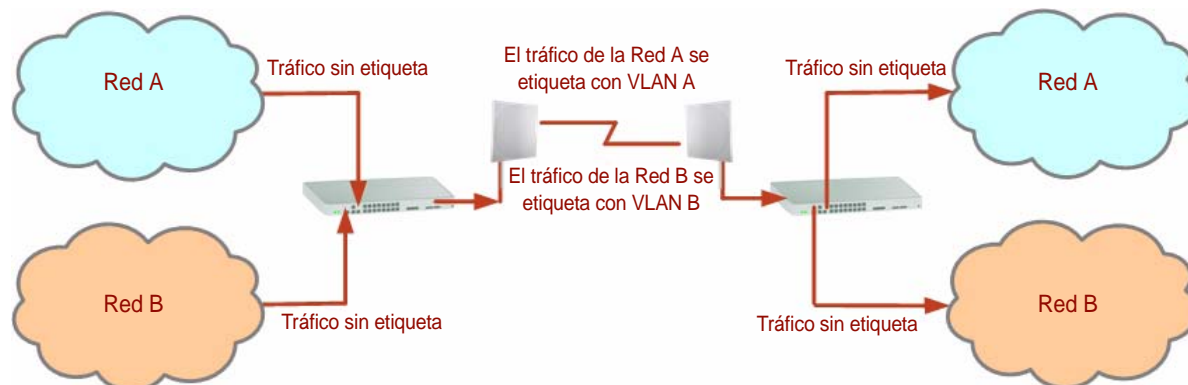 Red A
Tráfico sin etiqueta
El tráfico de la Red A se
etiqueta con VLAN A
Tráfico sin etiqueta
Red A
El tráfico de la Red B se
etiqueta con VLAN B
Red B
Tráfico sin etiqueta
Tráfico sin etiqueta
Red B